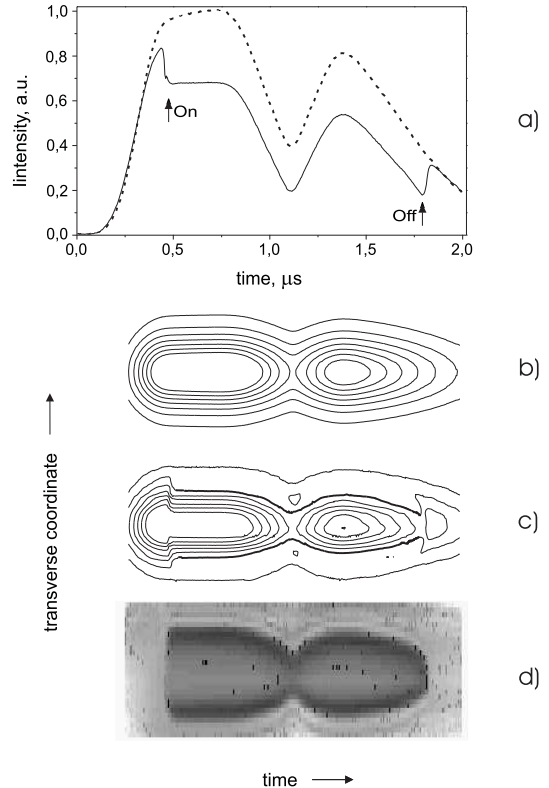 1,0
0,8
0,6
0,4
0,2
0,0
Iintensity, a.u.
On
Off
a)
0,0
0,5
1,0
1,5
2,0
time, μs
b)
c)
transverse coordinate
d)
time